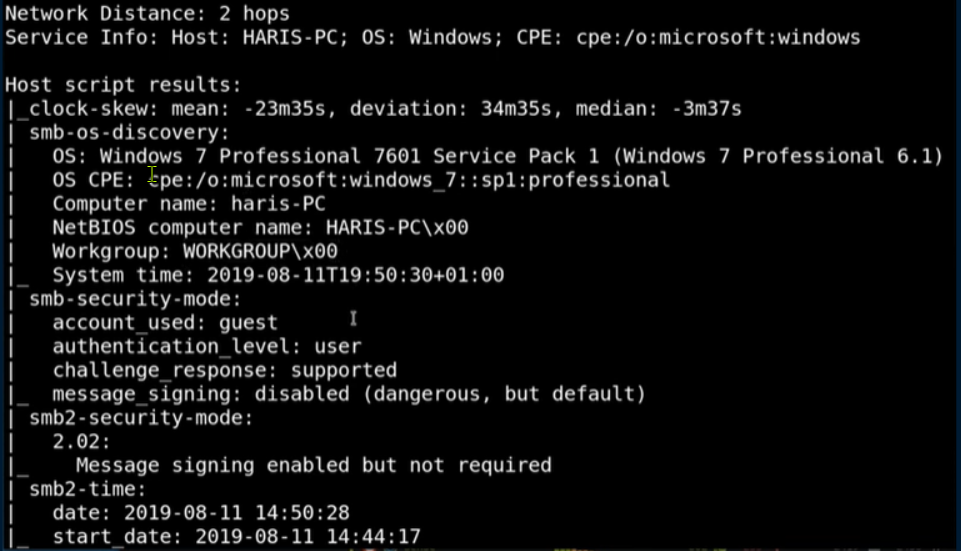 Network Distance: 2 hops
Service Info: Host: HARIS-PC; OS: Windows; CPE: cpe:/o:microsoft:windows

Host script results:
|_clock-skew: mean: -23m35s, deviation: 34m35s, median: -3m37s
| smb-os-discovery:
|   OS: Windows 7 Professional 7601 Service Pack 1 (Windows 7 Professional 6.1)
|   OS CPE: cpe:/o:microsoft:windows_7::sp1:professional
|   Computer name: haris-PC
|   NetBIOS computer name: HARIS-PC\x00
|   Workgroup: WORKGROUP\x00
|_  System time: 2019-08-11T19:50:30+01:00
| smb-security-mode:
|   account_used: guest
|   authentication_level: user
|   challenge_response: supported
|_  message_signing: disabled (dangerous, but default)
| smb2-security-mode:
|   2.02:
|_    Message signing enabled but not required
| smb2-time:
|   date: 2019-08-11 14:50:28
|_  start_date: 2019-08-11 14:44:17